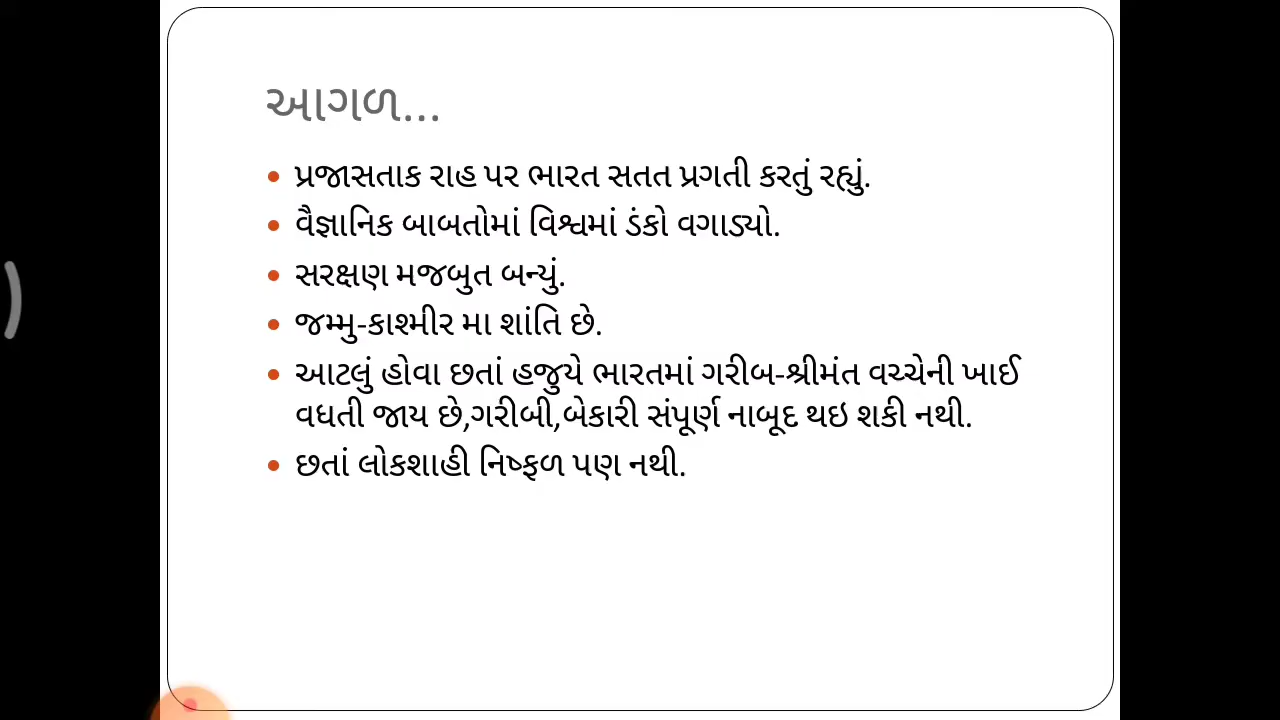 આગળ...
• પ્રજાસતાક રાહ પર ભારત સતત પ્રગતી કરતું રહ્યું.
• વૈજ્ઞાનિક બાબતોમાં વિશ્વમાં ડંકો વગાડ્યો.
• સરક્ષણ મજબુત બન્યું.
• જમ્મુ-કાશ્મીર મા શાંતિ છે.
• આટલું હોવા છતાં હજુયે ભારતમાં ગરીબ-શ્રીમંત વચ્ચેની ખાઈ
વધતી જાય છે,ગરીબી,બેકારી સંપૂર્ણ નાબૂદ થઇ શકી નથી.
• છતાં લોકશાહી નિષ્ફળ પણ નથી.